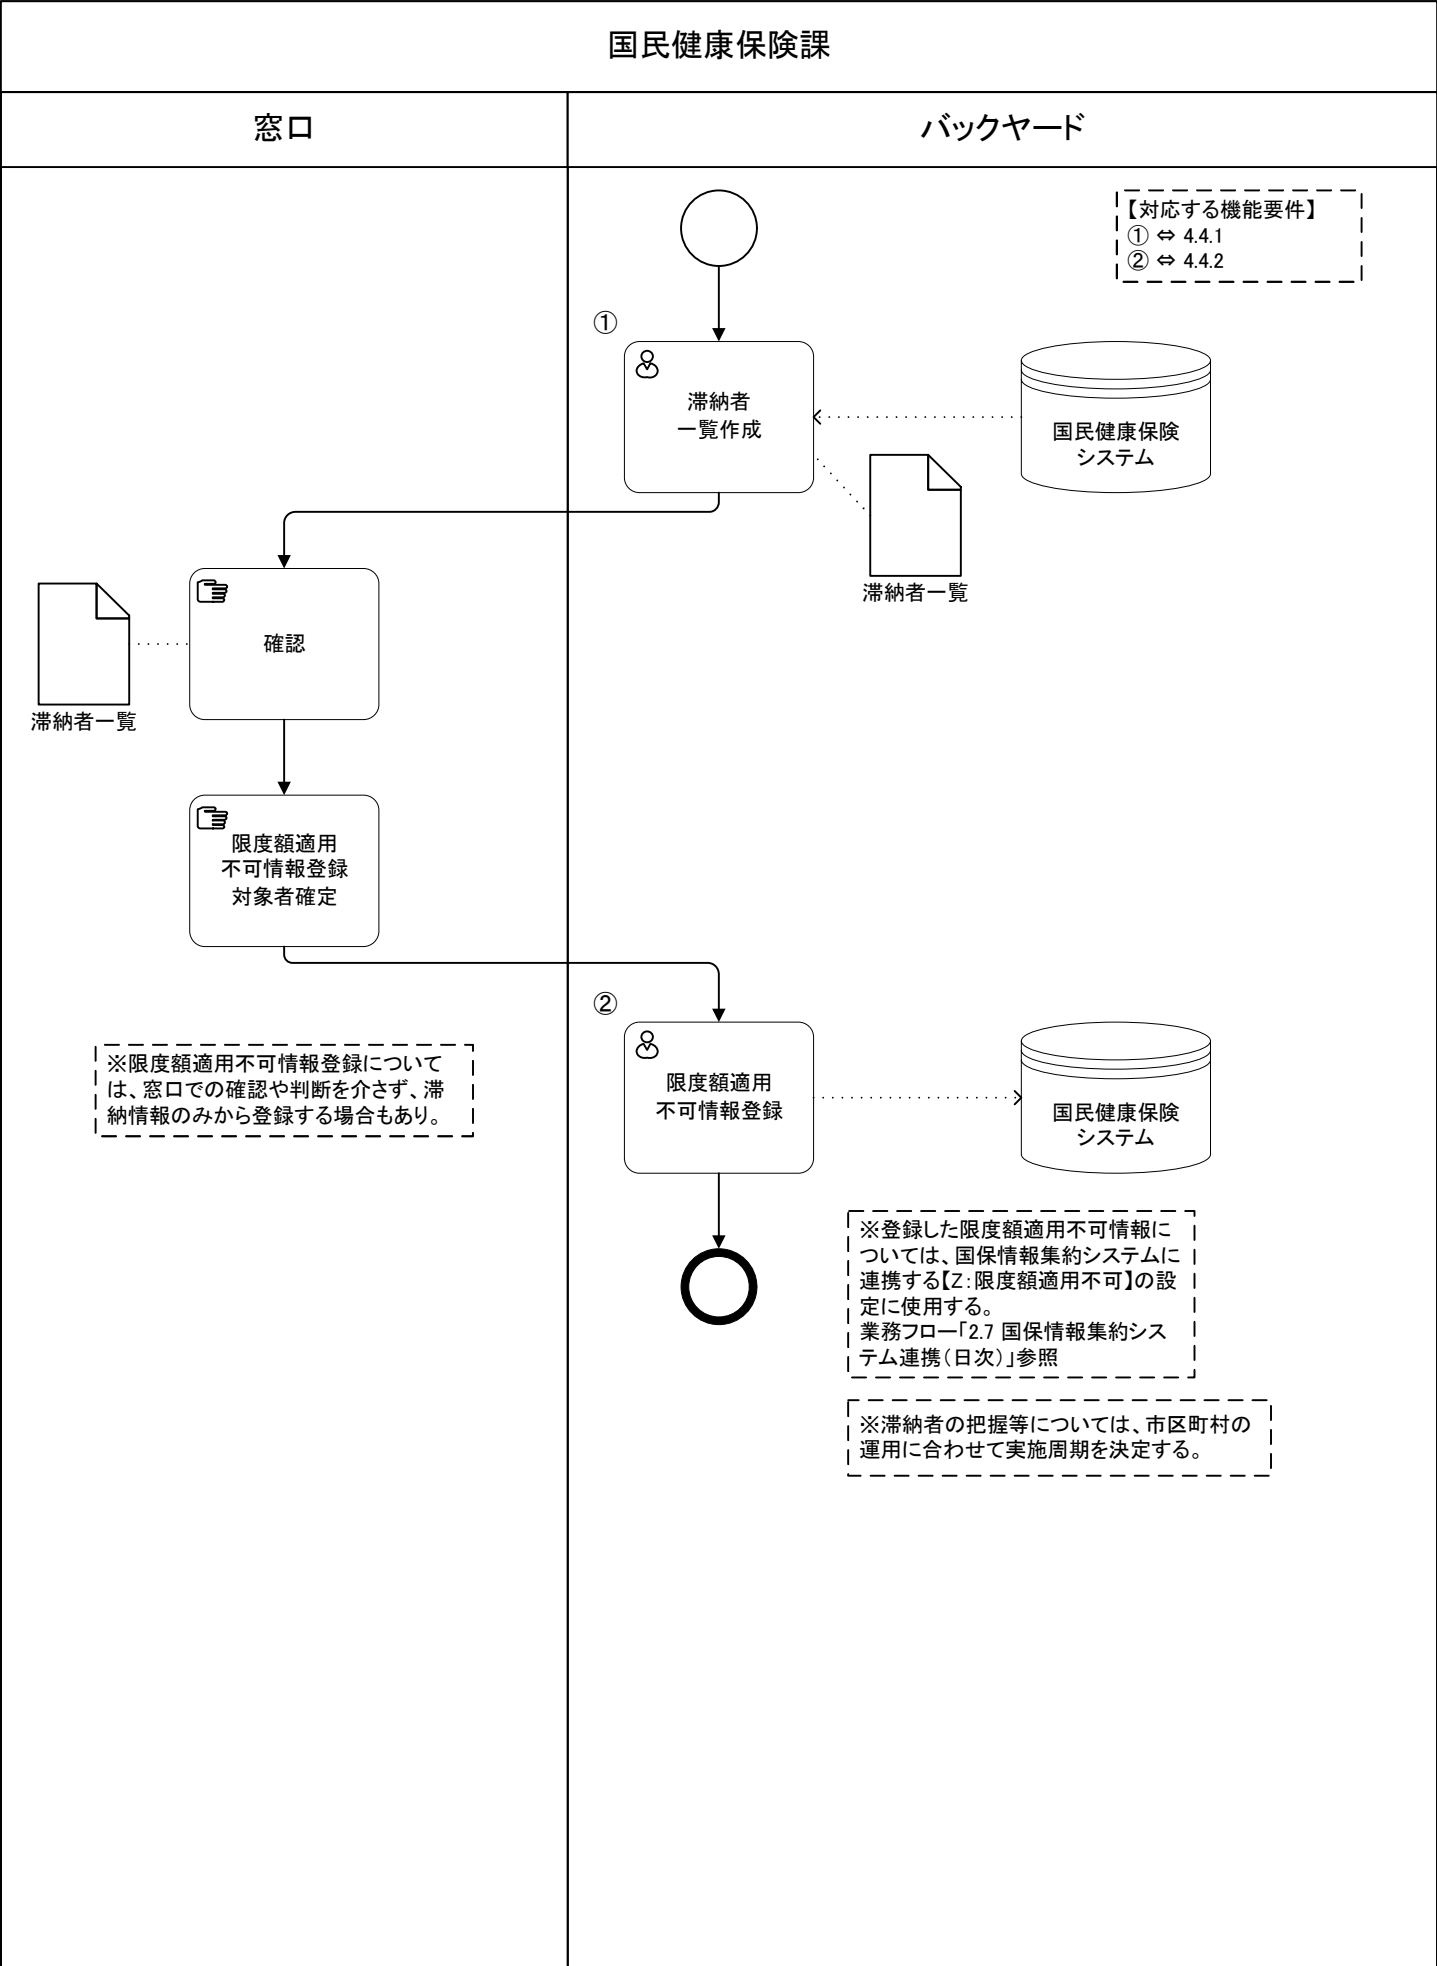 国民健康保険課
窓口
バックヤード
【対応する機能要件】
① ⇔ 4.4.1
② ⇔ 4.4.2
①
滞納者
一覧作成
国民健康保険
システム
滞納者一覧
確認
滞納者一覧
限度額適用
不可情報登録
対象者確定
②
限度額適用
不可情報登録
国民健康保険
システム
※限度額適用不可情報登録について
は、窓口での確認や判断を介さず、滞
納情報のみから登録する場合もあり。
※登録した限度額適用不可情報に
ついては、国保情報集約システムに
連携する【Z：限度額適用不可】の設
定に使用する。
業務フロー「2.7 国保情報集約シス
テム連携（日次）」参照
※滞納者の把握等については、市区町村の
運用に合わせて実施周期を決定する。